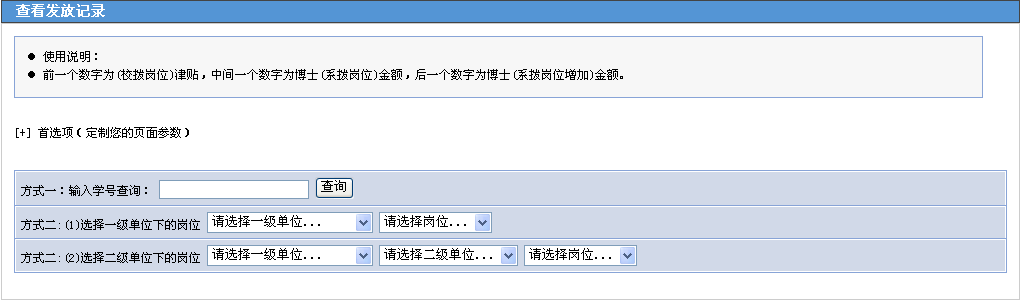 查看发放记录
● 使用说明：
● 前一个数字为(校拨岗位)津贴，中间一个数字为博士(系拨岗位)金额，后一个数字为博士(系拨岗位增加)金额。
[+] 首选项( 定制您的页面参数 )
方式一：输入学号查询： 查询
方式二：(1)选择一级单位下的岗位 请选择一级单位... 请选择岗位...
方式二：(2)选择二级单位下的岗位 请选择一级单位... 请选择二级单位... 请选择岗位...